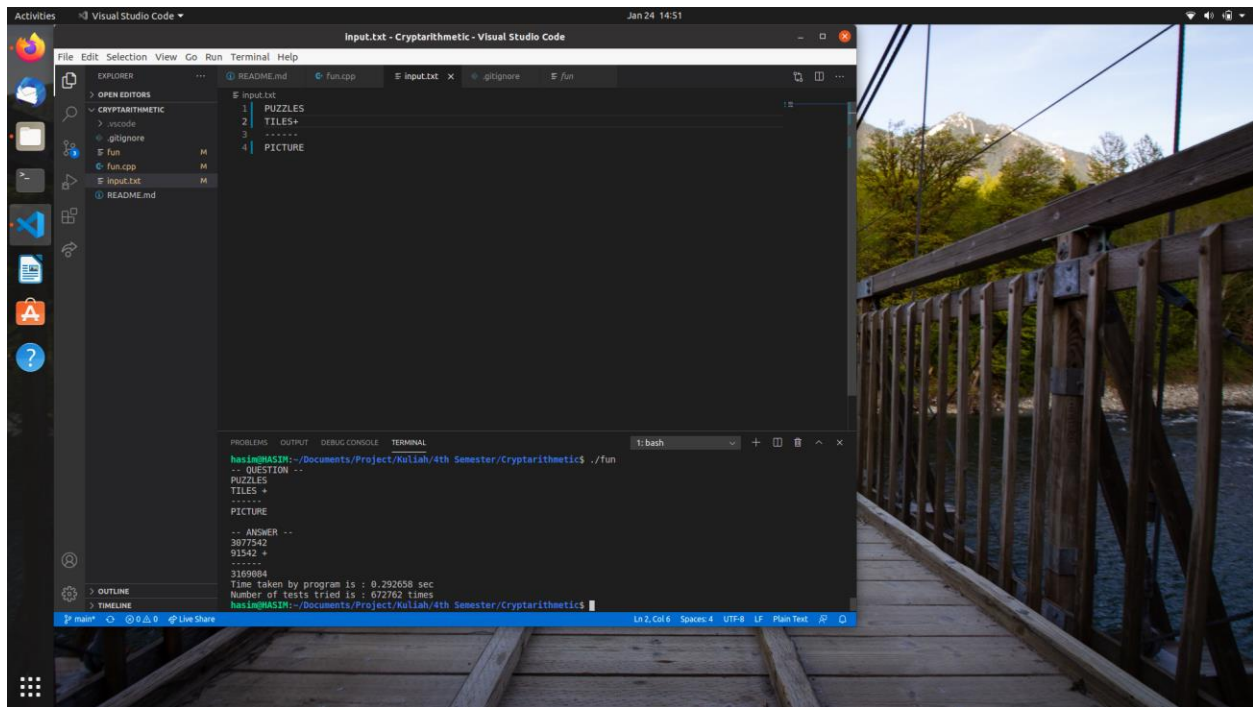 Activities Visual Studio Code Jan 24 14:51
input.txt - Cryptarithmetic - Visual Studio Code
File Edit Selection View Go Run Terminal Help
EXPLORER
OPEN EDITORS
CRYPTARITHMETIC
.vscode
.gitignore
fun M
fun.cpp M
input.txt M
README.md
OUTLINE
TIMELINE
README.md fun.cpp input.txt .gitignore fun
input.txt
1 PUZZLES
2 TILES+
3 ------
4 PICTURE
PROBLEMS OUTPUT DEBUG CONSOLE TERMINAL 1: bash
hasim@HASIM:~/Documents/Project/Kuliah/4th Semester/Cryptarithmetic$ ./fun
-- QUESTION --
PUZZLES
TILES +
------
PICTURE
-- ANSWER --
3077542
91542 +
------
3169084
Time taken by program is : 0.292658 sec
Number of tests tried is : 672762 times
hasim@HASIM:~/Documents/Project/Kuliah/4th Semester/Cryptarithmetic$
main* 0 0 Live Share Ln 2, Col 6 Spaces: 4 UTF-8 LF Plain Text